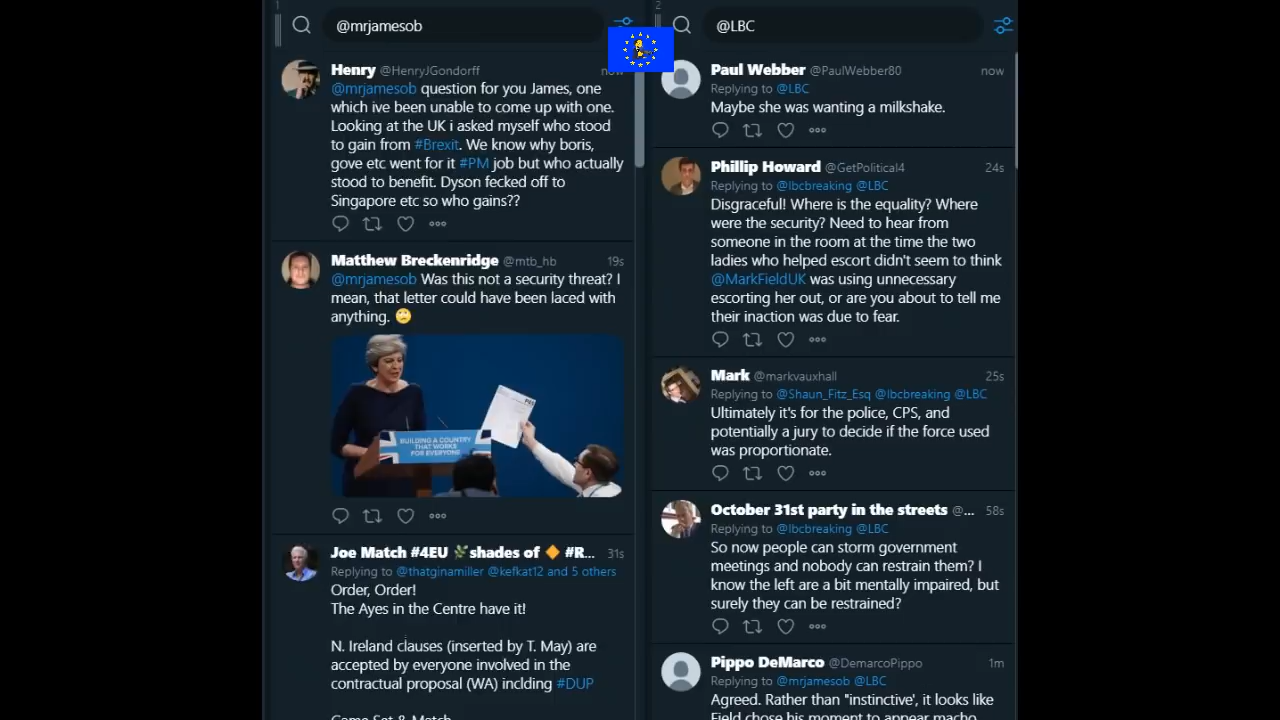 1
@mrjamesob
Henry @HenryJGondorff now
@mrjamesob question for you James, one
which ive been unable to come up with one.
Looking at the UK i asked myself who stood
to gain from #Brexit. We know why boris,
gove etc went for it #PM job but who actually
stood to benefit. Dyson fecked off to
Singapore etc so who gains??
Matthew Breckenridge @mtb_hb 19s
@mrjamesob Was this not a security threat? I
mean, that letter could have been laced with
anything. 🙄
BUILDING A COUNTRY
THAT WORKS
FOR EVERYONE
Joe Match #4EU 🌿shades of 🔶 #R... 31s
Replying to @thatginamiller @kefkat12 and 5 others
Order, Order!
The Ayes in the Centre have it!
N. Ireland clauses (inserted by T. May) are
accepted by everyone involved in the
contractual proposal (WA) inclding #DUP
Game Set & Match
2
@LBC
Paul Webber @PaulWebber80 now
Replying to @LBC
Maybe she was wanting a milkshake.
Phillip Howard @GetPolitical4 24s
Replying to @lbcbreaking @LBC
Disgraceful! Where is the equality? Where
were the security? Need to hear from
someone in the room at the time the two
ladies who helped escort didn't seem to think
@MarkFieldUK was using unnecessary
escorting her out, or are you about to tell me
their inaction was due to fear.
Mark @markvauxhall 25s
Replying to @Shaun_Fitz_Esq @lbcbreaking @LBC
Ultimately it's for the police, CPS, and
potentially a jury to decide if the force used
was proportionate.
October 31st party in the streets @... 58s
Replying to @lbcbreaking @LBC
So now people can storm government
meetings and nobody can restrain them? I
know the left are a bit mentally impaired, but
surely they can be restrained?
Pippo DeMarco @DemarcoPippo 1m
Replying to @mrjamesob @LBC
Agreed. Rather than "instinctive', it looks like
Field chose his moment to appear macho